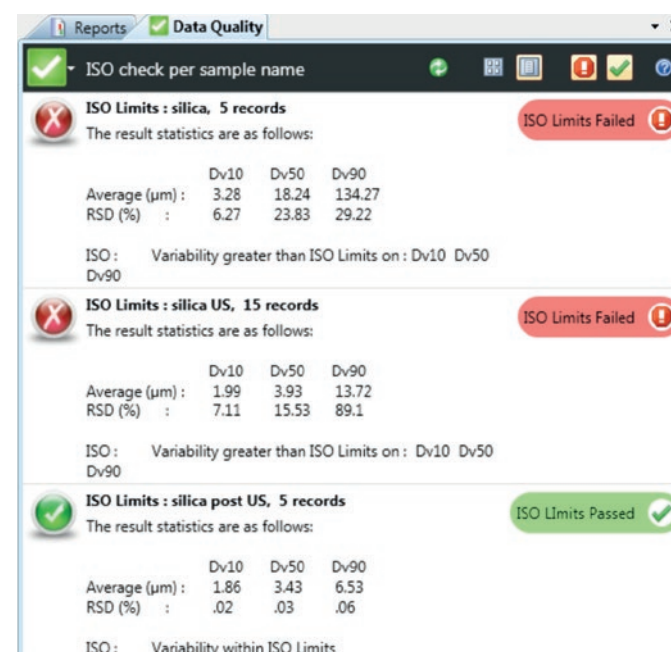 Reports Data Quality
ISO check per sample name
ISO Limits : silica, 5 records
ISO Limits Failed
The result statistics are as follows:
Dv10 Dv50 Dv90
Average (µm) : 3.28 18.24 134.27
RSD (%) : 6.27 23.83 29.22
ISO : Variability greater than ISO Limits on : Dv10 Dv50
Dv90
ISO Limits : silica US, 15 records
ISO Limits Failed
The result statistics are as follows:
Dv10 Dv50 Dv90
Average (µm) : 1.99 3.93 13.72
RSD (%) : 7.11 15.53 89.1
ISO : Variability greater than ISO Limits on : Dv10 Dv50
Dv90
ISO Limits : silica post US, 5 records
ISO LImits Passed
The result statistics are as follows:
Dv10 Dv50 Dv90
Average (µm) : 1.86 3.43 6.53
RSD (%) : .02 .03 .06
ISO : Variability within ISO Limits